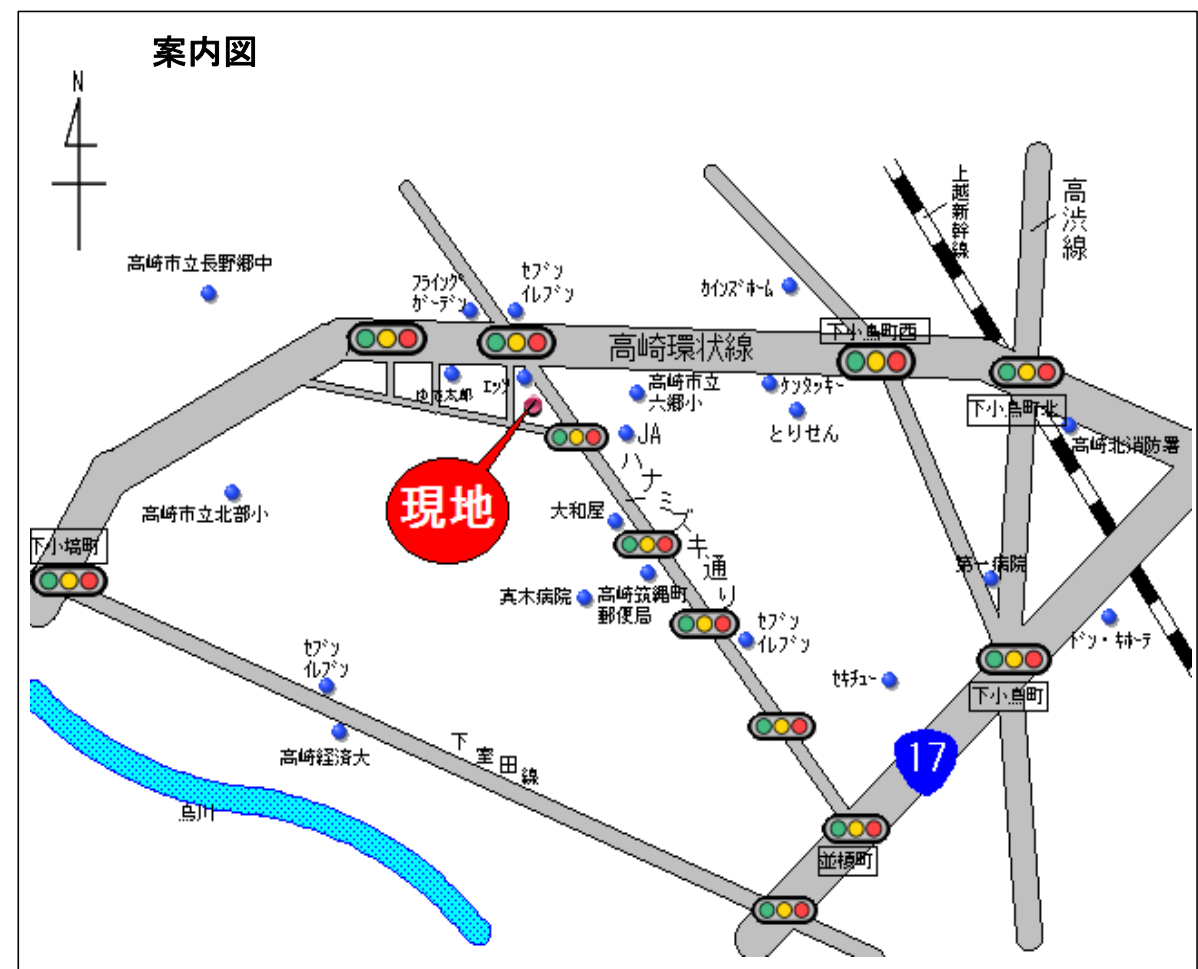 案内図
N
上越新幹線
高渋線
高崎市立長野郷中
フライング
ガーデン
セブン
イレブン
カインズホーム
下小鳥町西
高崎環状線
ゆで太郎
エッソ
高崎市立
六郷小
ケンタッキー
とりせん
下小鳥町北
高崎北消防署
JA
ハナミズキ通り
現地
大和屋
高崎市立北部小
下小塙町
真木病院
高崎筑縄町
郵便局
セブン
イレブン
第一病院
ドン・キホーテ
セキチュー
下小鳥町
セブン
イレブン
高崎経済大
下室田線
烏川
17
並榎町